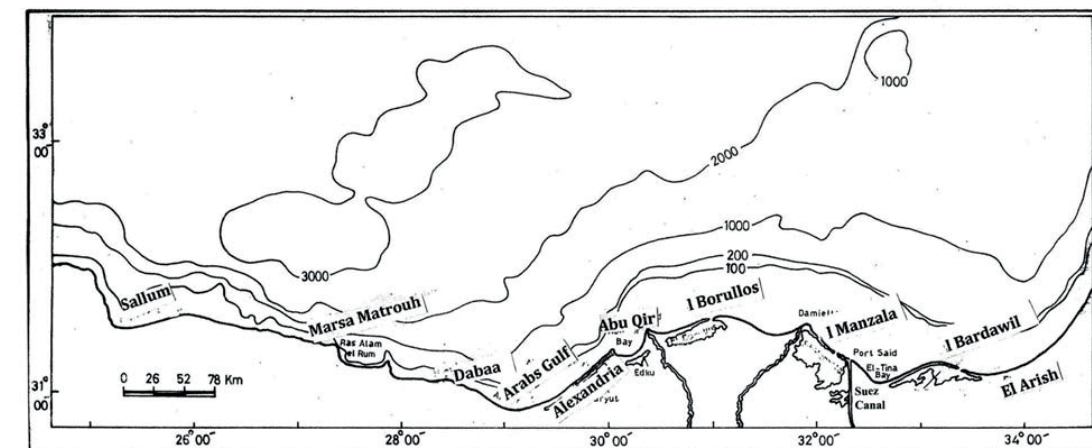 1000
33°
00'
2000
1000
3000
200
100
Sallum
Marsa Matrouh
Ras Alam
el Rum
Dabaa
Arabs Gulf
Alexandria
Abu Qir
Bay
Edku
l Borullos
l Manzala
Port Said
El-Tina
Bay
Suez
Canal
l Bardawil
El Arish
0 26 52 78 Km
31°
00'
26°00' 28°00' 30°00' 32°00' 34°00'